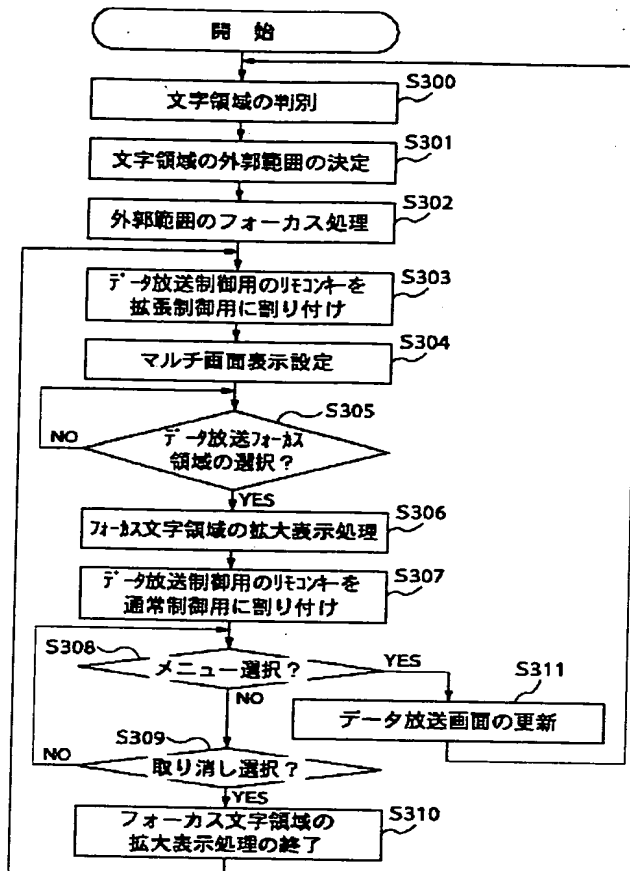 開 始
S300
文字領域の判別
S301
文字領域の外郭範囲の決定
S302
外郭範囲のフォーカス処理
S303
データ放送制御用のリモコンキーを
拡張制御用に割り付け
S304
マルチ画面表示設定
S305
NO
データ放送フォーカス
領域の選択？
YES
S306
フォーカス文字領域の拡大表示処理
S307
データ放送制御用のリモコンキーを
通常制御用に割り付け
S308
メニュー選択？
YES
S311
NO
データ放送画面の更新
S309
NO
取り消し選択？
YES
S310
フォーカス文字領域の
拡大表示処理の終了